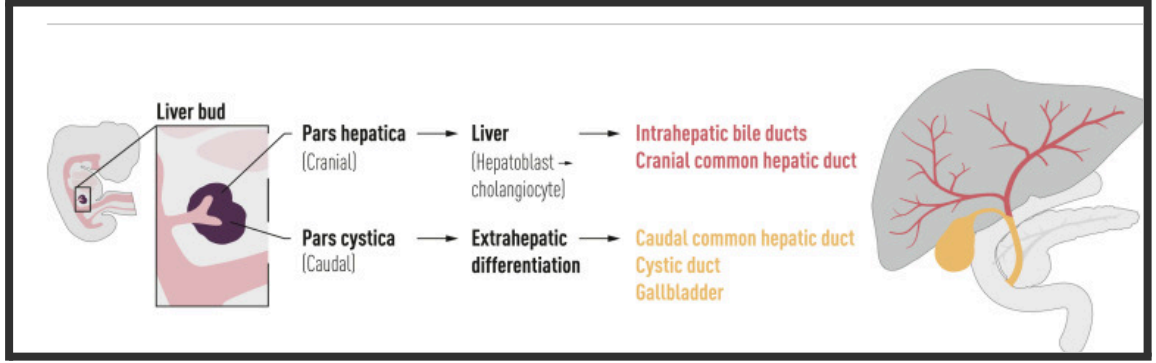 Liver bud
Pars hepatica
(Cranial)
Liver
(Hepatoblast →
cholangiocyte)
Intrahepatic bile ducts
Cranial common hepatic duct
Pars cystica
(Caudal)
Extrahepatic
differentiation
Caudal common hepatic duct
Cystic duct
Gallbladder